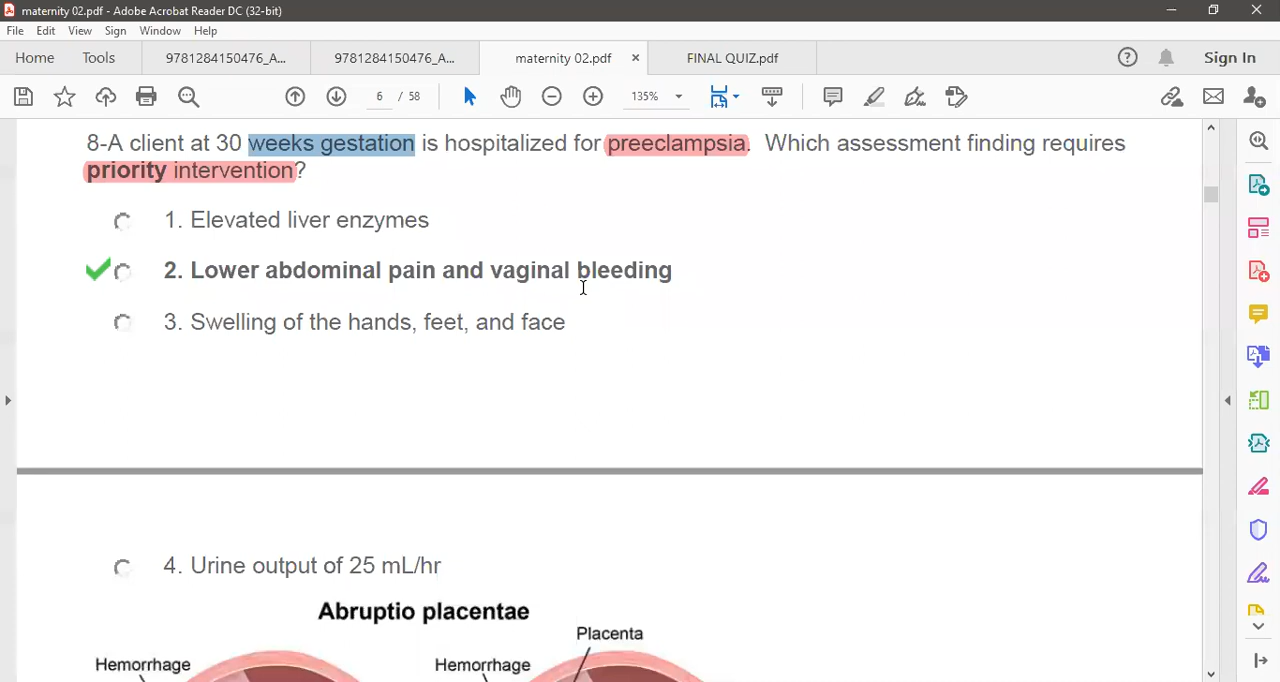 maternity 02.pdf - Adobe Acrobat Reader DC (32-bit)
File Edit View Sign Window Help
Home Tools 9781284150476_A... 9781284150476_A... maternity 02.pdf × FINAL QUIZ.pdf Sign In
6 / 58 135%
8-A client at 30 weeks gestation is hospitalized for preeclampsia. Which assessment finding requires
priority intervention?
1. Elevated liver enzymes
2. Lower abdominal pain and vaginal bleeding
3. Swelling of the hands, feet, and face
4. Urine output of 25 mL/hr
Abruptio placentae
Placenta
Hemorrhage Hemorrhage